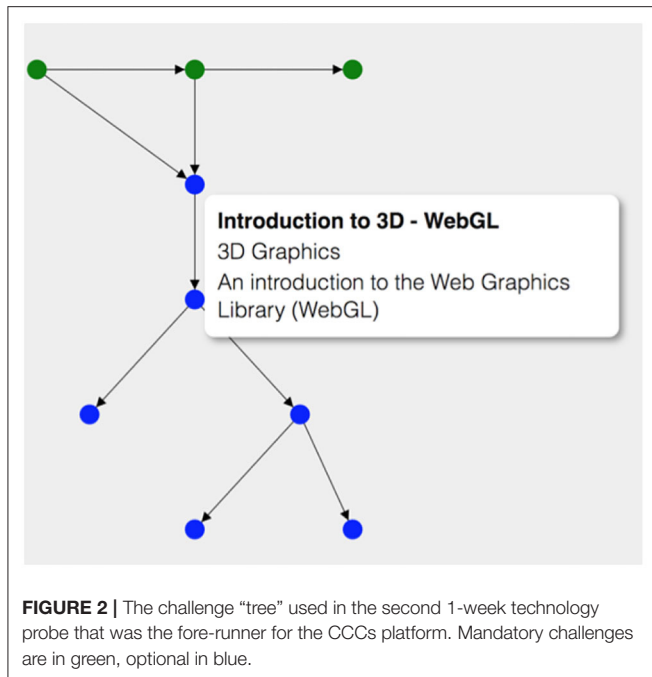 Introduction to 3D - WebGL
3D Graphics
An introduction to the Web Graphics
Library (WebGL)
FIGURE 2 | The challenge “tree” used in the second 1-week technology
probe that was the fore-runner for the CCCs platform. Mandatory challenges
are in green, optional in blue.